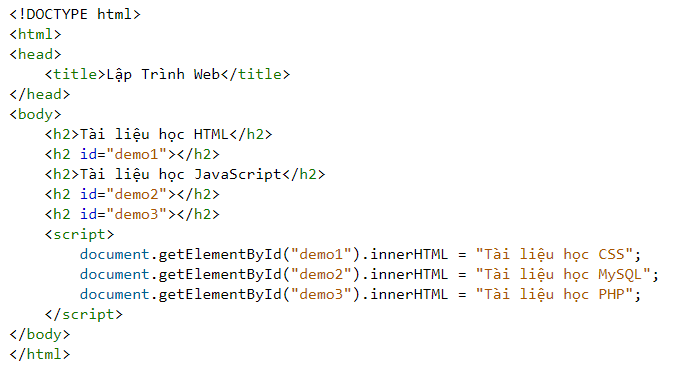 <!DOCTYPE html>
<html>
<head>
    <title>Lập Trình Web</title>
</head>
<body>
    <h2>Tài liệu học HTML</h2>
    <h2 id="demo1"></h2>
    <h2>Tài liệu học JavaScript</h2>
    <h2 id="demo2"></h2>
    <h2 id="demo3"></h2>
    <script>
        document.getElementById("demo1").innerHTML = "Tài liệu học CSS";
        document.getElementById("demo2").innerHTML = "Tài liệu học MySQL";
        document.getElementById("demo3").innerHTML = "Tài liệu học PHP";
    </script>
</body>
</html>